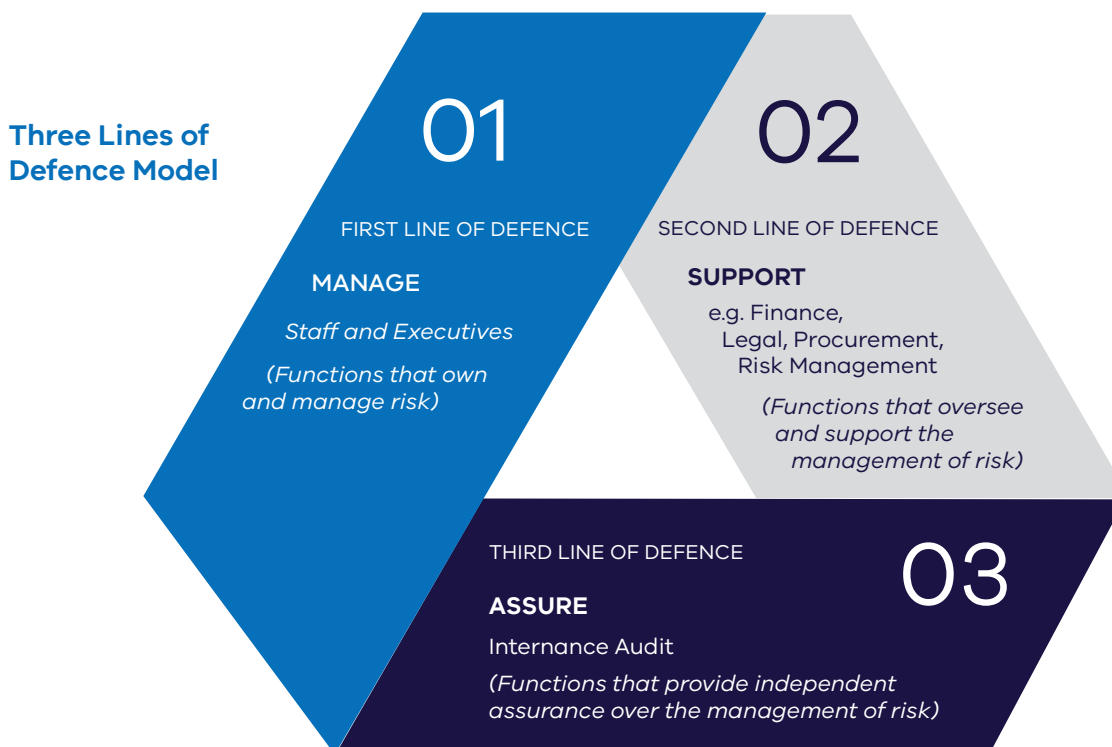 Three Lines of
Defence Model
01
FIRST LINE OF DEFENCE
MANAGE
Staff and Executives
(Functions that own
and manage risk)
02
SECOND LINE OF DEFENCE
SUPPORT
e.g. Finance,
Legal, Procurement,
Risk Management
(Functions that oversee
and support the
management of risk)
03
THIRD LINE OF DEFENCE
ASSURE
Internance Audit
(Functions that provide independent
assurance over the management of risk)